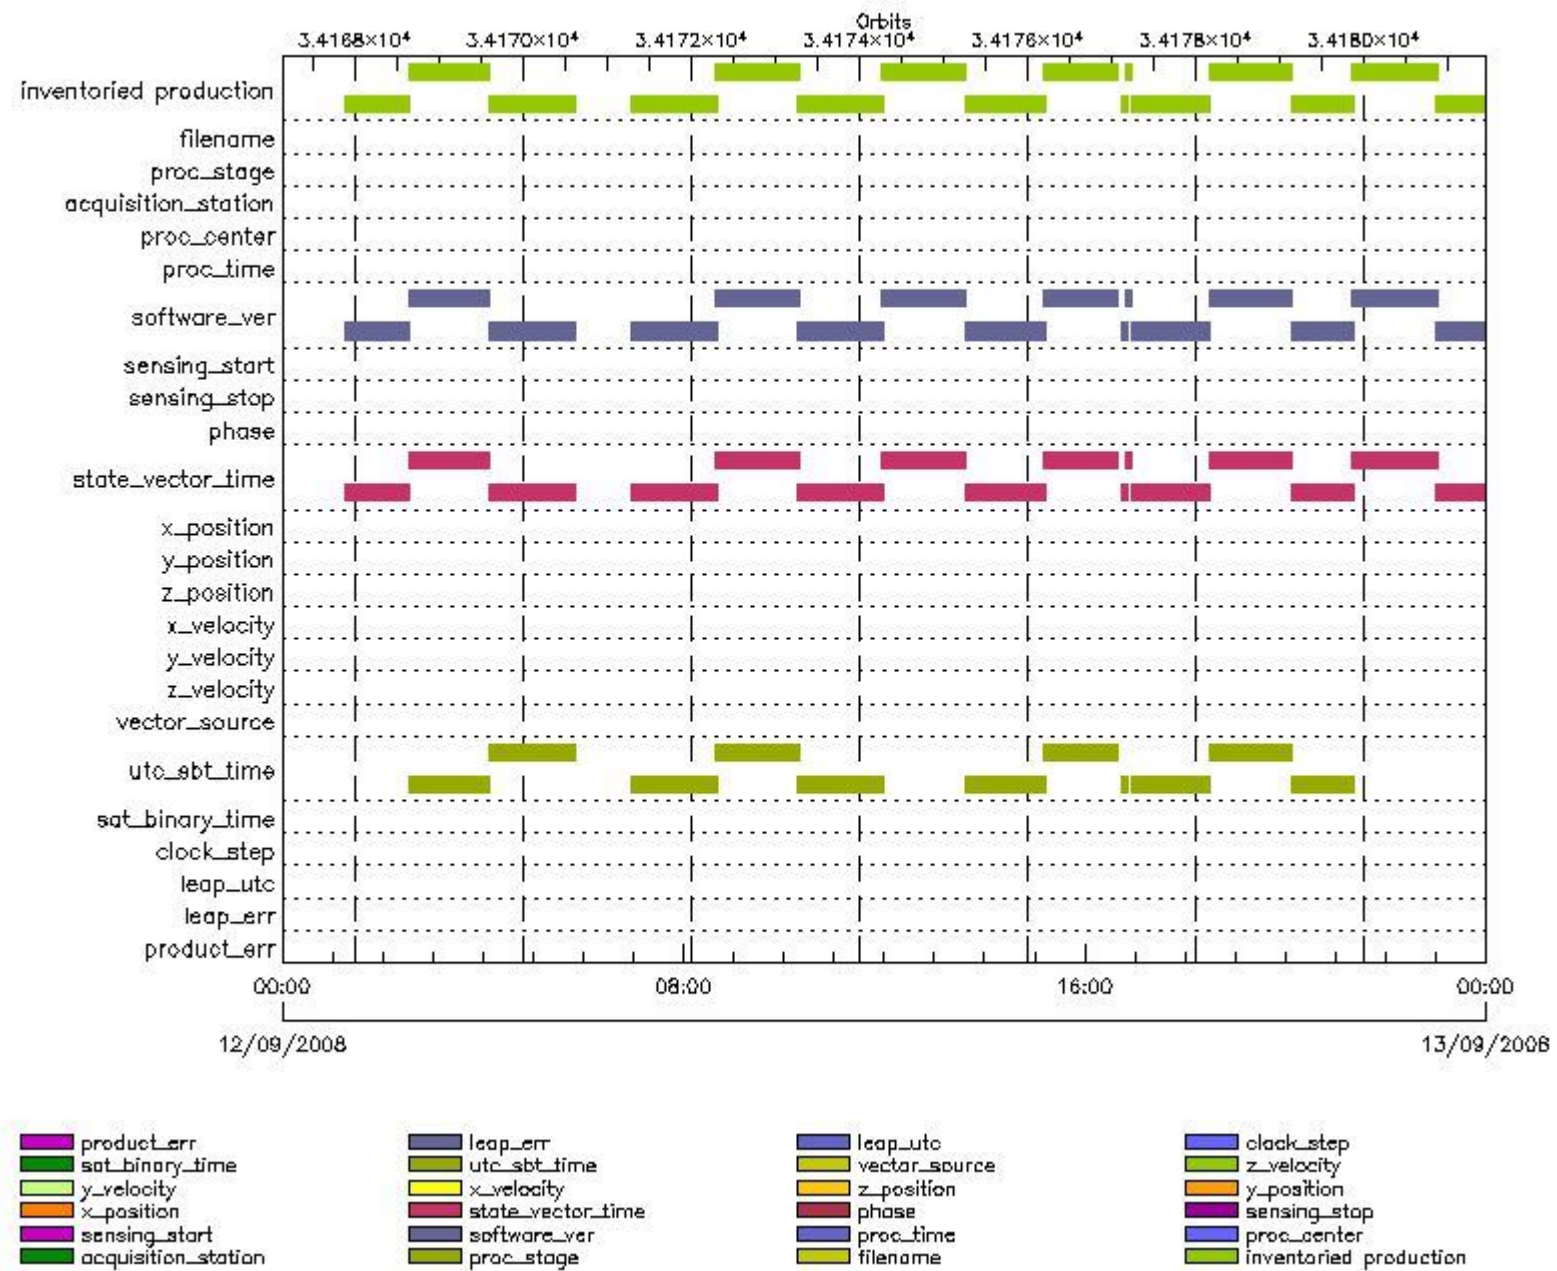 Orbits
3.4168×10⁴ 3.4170×10⁴ 3.4172×10⁴ 3.4174×10⁴ 3.4176×10⁴ 3.4178×10⁴ 3.4180×10⁴
inventoried production
filename
proc_stage
acquisition_station
proc_center
proc_time
software_ver
sensing_start
sensing_stop
phase
state_vector_time
x_position
y_position
z_position
x_velocity
y_velocity
z_velocity
vector_source
utc_sbt_time
sat_binary_time
clock_step
leap_utc
leap_err
product_err
00:00 08:00 16:00 00:00
12/09/2008 13/09/2008
product_err leap_err leap_utc clock_step
sat_binary_time utc_sbt_time vector_source z_velocity
y_velocity x_velocity z_position y_position
x_position state_vector_time phase sensing_stop
sensing_start software_ver proc_time proc_center
acquisition_station proc_stage filename inventoried production